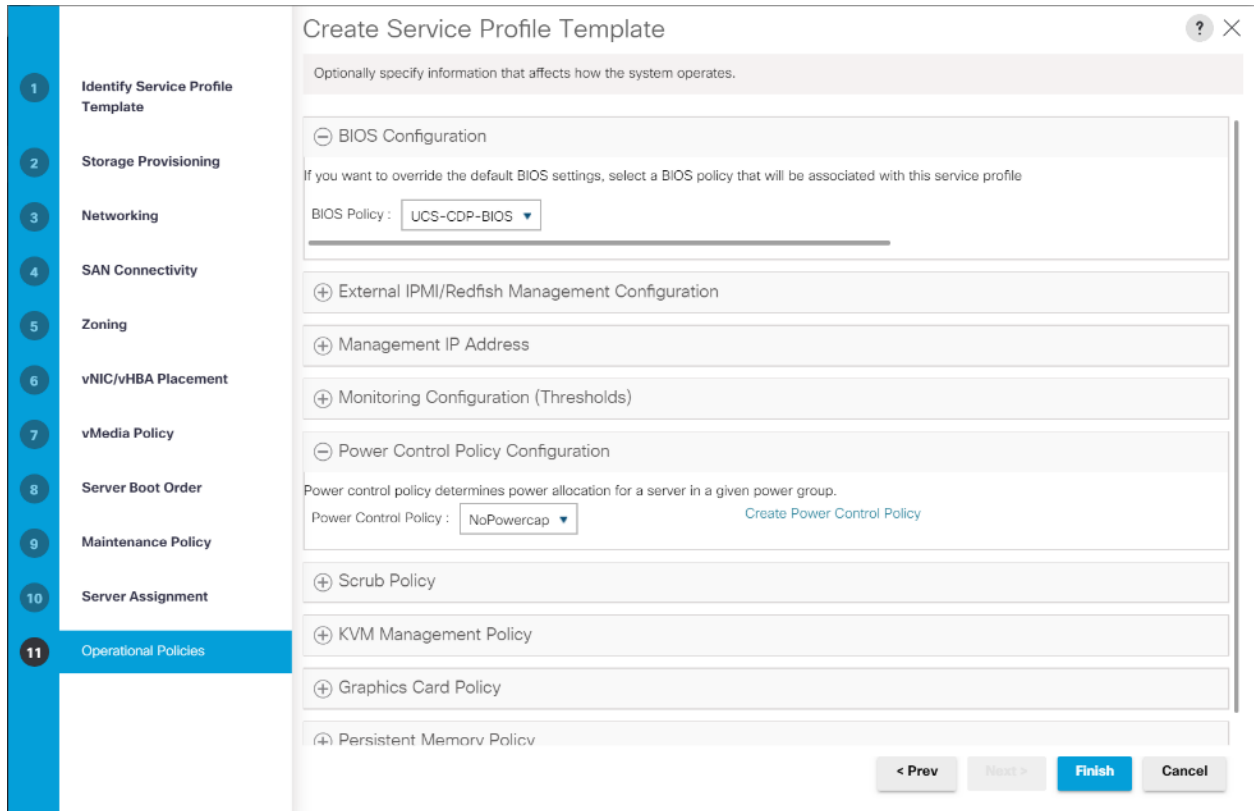 Create Service Profile Template
?
Optionally specify information that affects how the system operates.
1
Identify Service Profile
Template
2
Storage Provisioning
3
Networking
4
SAN Connectivity
5
Zoning
6
vNIC/vHBA Placement
7
vMedia Policy
8
Server Boot Order
9
Maintenance Policy
10
Server Assignment
11
Operational Policies
BIOS Configuration
If you want to override the default BIOS settings, select a BIOS policy that will be associated with this service profile
BIOS Policy : UCS-CDP-BIOS
External IPMI/Redfish Management Configuration
Management IP Address
Monitoring Configuration (Thresholds)
Power Control Policy Configuration
Power control policy determines power allocation for a server in a given power group.
Power Control Policy : NoPowercap Create Power Control Policy
Scrub Policy
KVM Management Policy
Graphics Card Policy
Persistent Memory Policy
< Prev Next > Finish Cancel